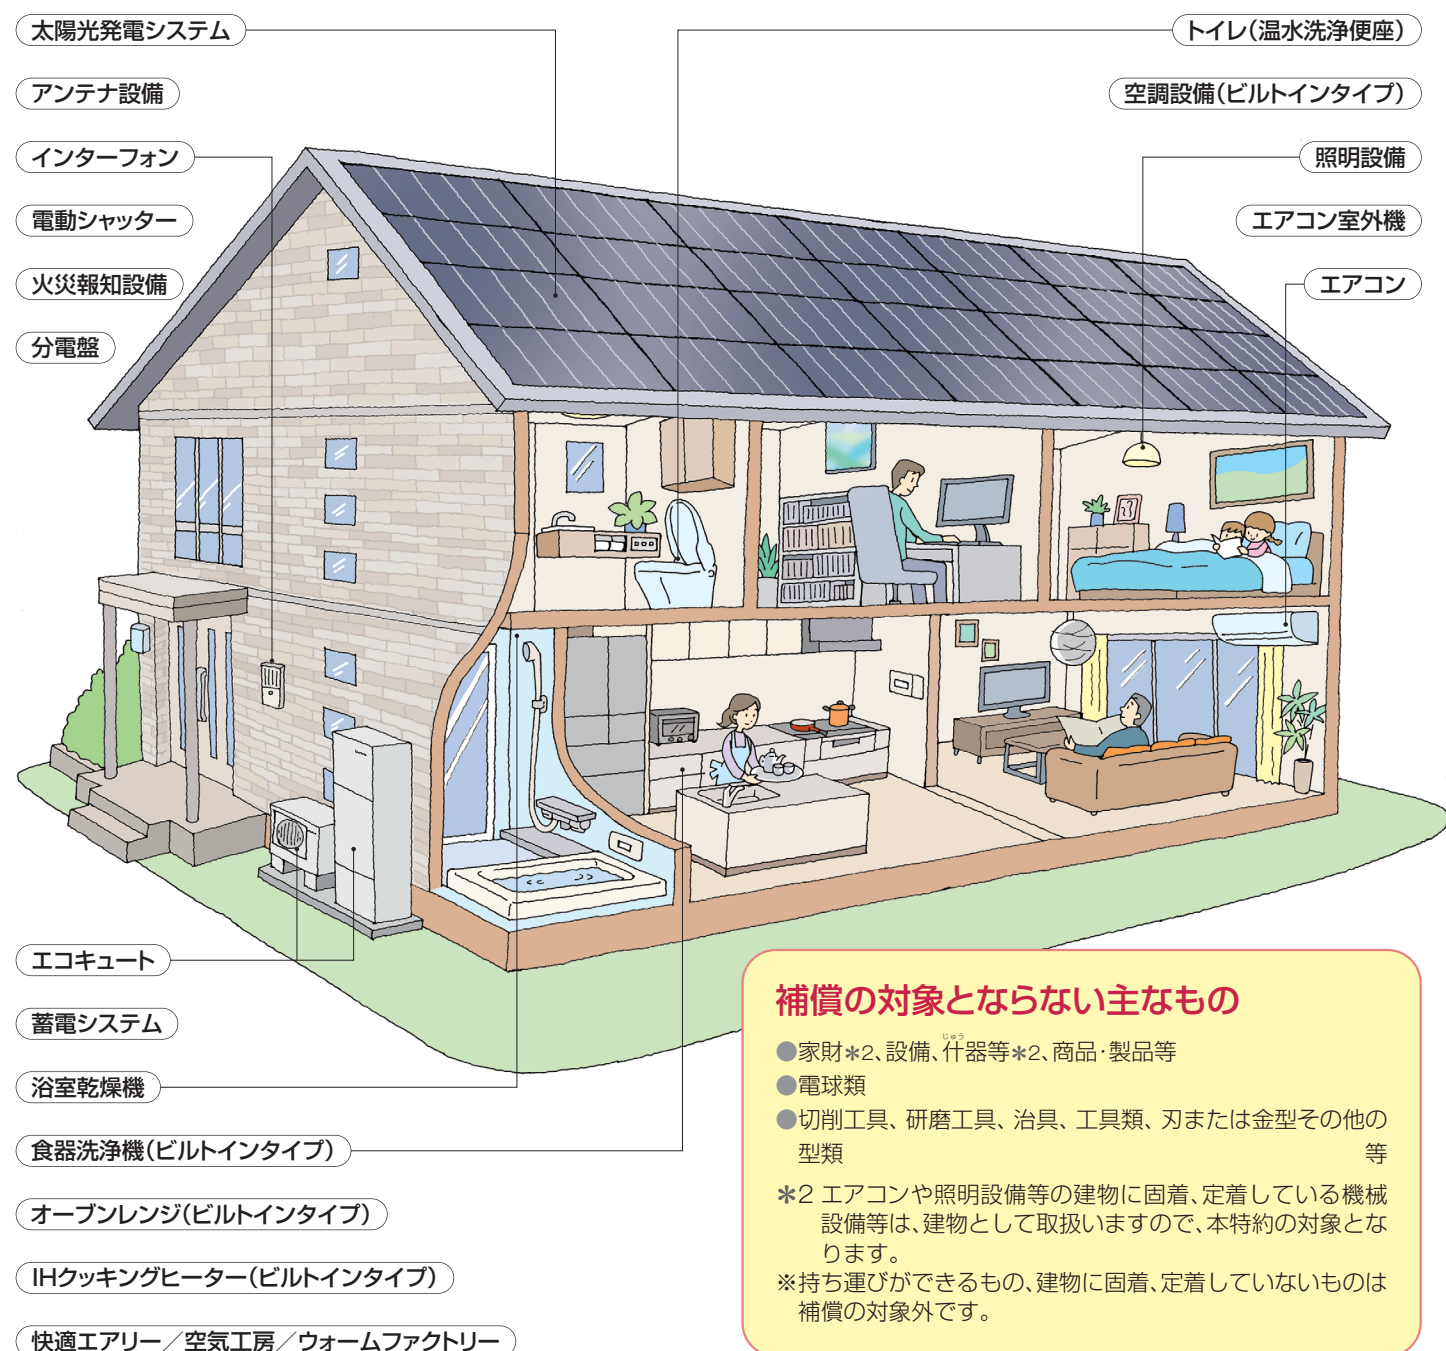 太陽光発電システム
アンテナ設備
インターフォン
電動シャッター
火災報知設備
分電盤
トイレ(温水洗浄便座)
空調設備(ビルトインタイプ)
照明設備
エアコン室外機
エアコン
エコキュート
蓄電システム
浴室乾燥機
食器洗浄機(ビルトインタイプ)
オーブンレンジ(ビルトインタイプ)
IHクッキングヒーター(ビルトインタイプ)
快適エアリー／空気工房／ウォームファクトリー
補償の対象とならない主なもの
じゅう
●家財＊2、設備、什器等＊2、商品・製品等
●電球類
●切削工具、研磨工具、治具、工具類、刃または金型その他の
型類 等
＊2 エアコンや照明設備等の建物に固着、定着している機械
設備等は、建物として取扱いますので、本特約の対象とな
ります。
※持ち運びができるもの、建物に固着、定着していないものは
補償の対象外です。